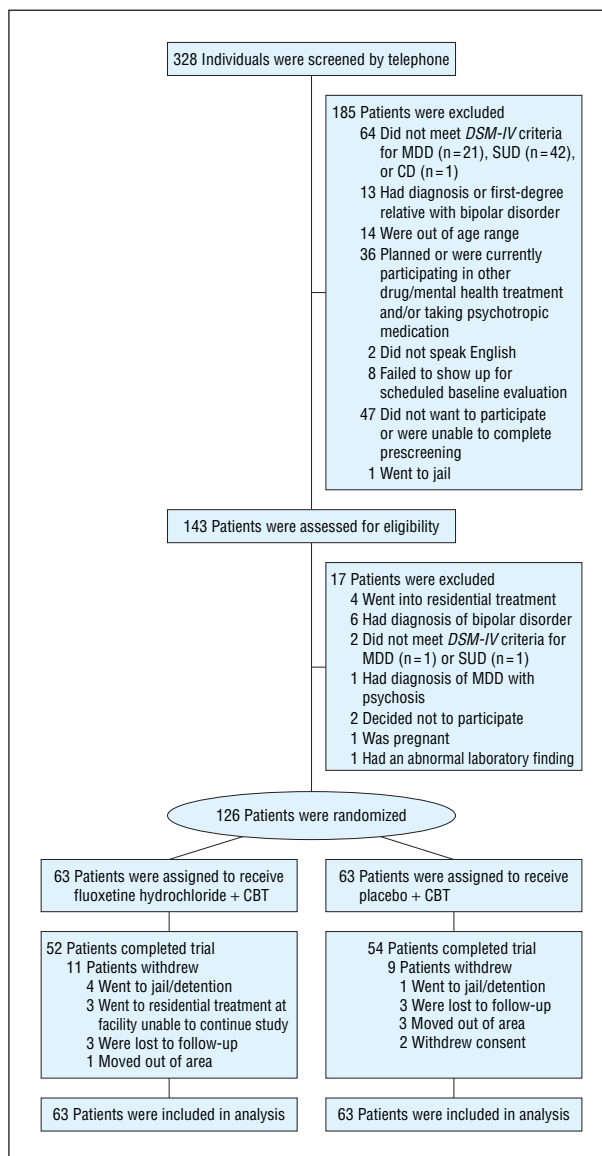 328 Individuals were screened by telephone
185 Patients were excluded
64 Did not meet DSM-IV criteria
for MDD (n=21), SUD (n=42),
or CD (n=1)
13 Had diagnosis or first-degree
relative with bipolar disorder
14 Were out of age range
36 Planned or were currently
participating in other
drug/mental health treatment
and/or taking psychotropic
medication
2 Did not speak English
8 Failed to show up for
scheduled baseline evaluation
47 Did not want to participate
or were unable to complete
prescreening
1 Went to jail
143 Patients were assessed for eligibility
17 Patients were excluded
4 Went into residential treatment
6 Had diagnosis of bipolar disorder
2 Did not meet DSM-IV criteria for
MDD (n=1) or SUD (n=1)
1 Had diagnosis of MDD with
psychosis
2 Decided not to participate
1 Was pregnant
1 Had an abnormal laboratory finding
126 Patients were randomized
63 Patients were assigned to receive
fluoxetine hydrochloride + CBT
63 Patients were assigned to receive
placebo + CBT
52 Patients completed trial
11 Patients withdrew
4 Went to jail/detention
3 Went to residential treatment at
facility unable to continue study
3 Were lost to follow-up
1 Moved out of area
54 Patients completed trial
9 Patients withdrew
1 Went to jail/detention
3 Were lost to follow-up
3 Moved out of area
2 Withdrew consent
63 Patients were included in analysis
63 Patients were included in analysis